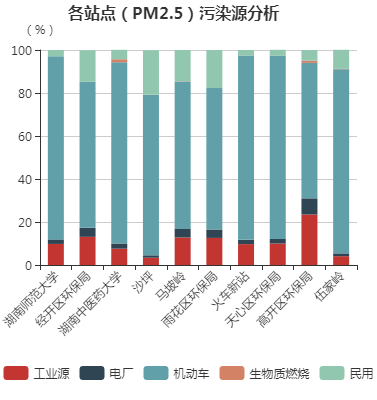 各站点（PM2.5）污染源分析
（%）
100
80
60
40
20
0
湖南师范大学
经开区环保局
湖南中医药大学
沙坪
马坡岭
雨花区环保局
火车新站
天心区环保局
高开区环保局
伍家岭
工业源 电厂 机动车 生物质燃烧 民用